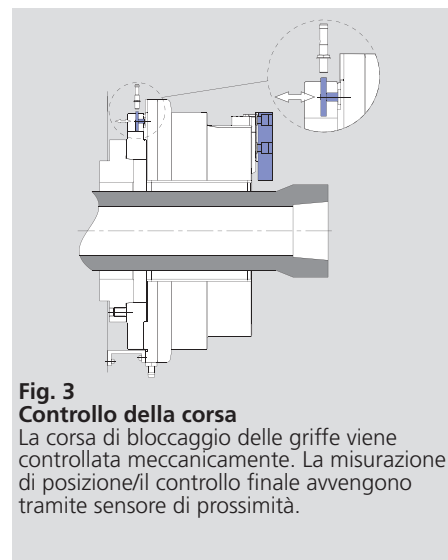 Fig. 3
Controllo della corsa
La corsa di bloccaggio delle griffe viene
controllata meccanicamente. La misurazione
di posizione/il controllo finale avvengono
tramite sensore di prossimità.